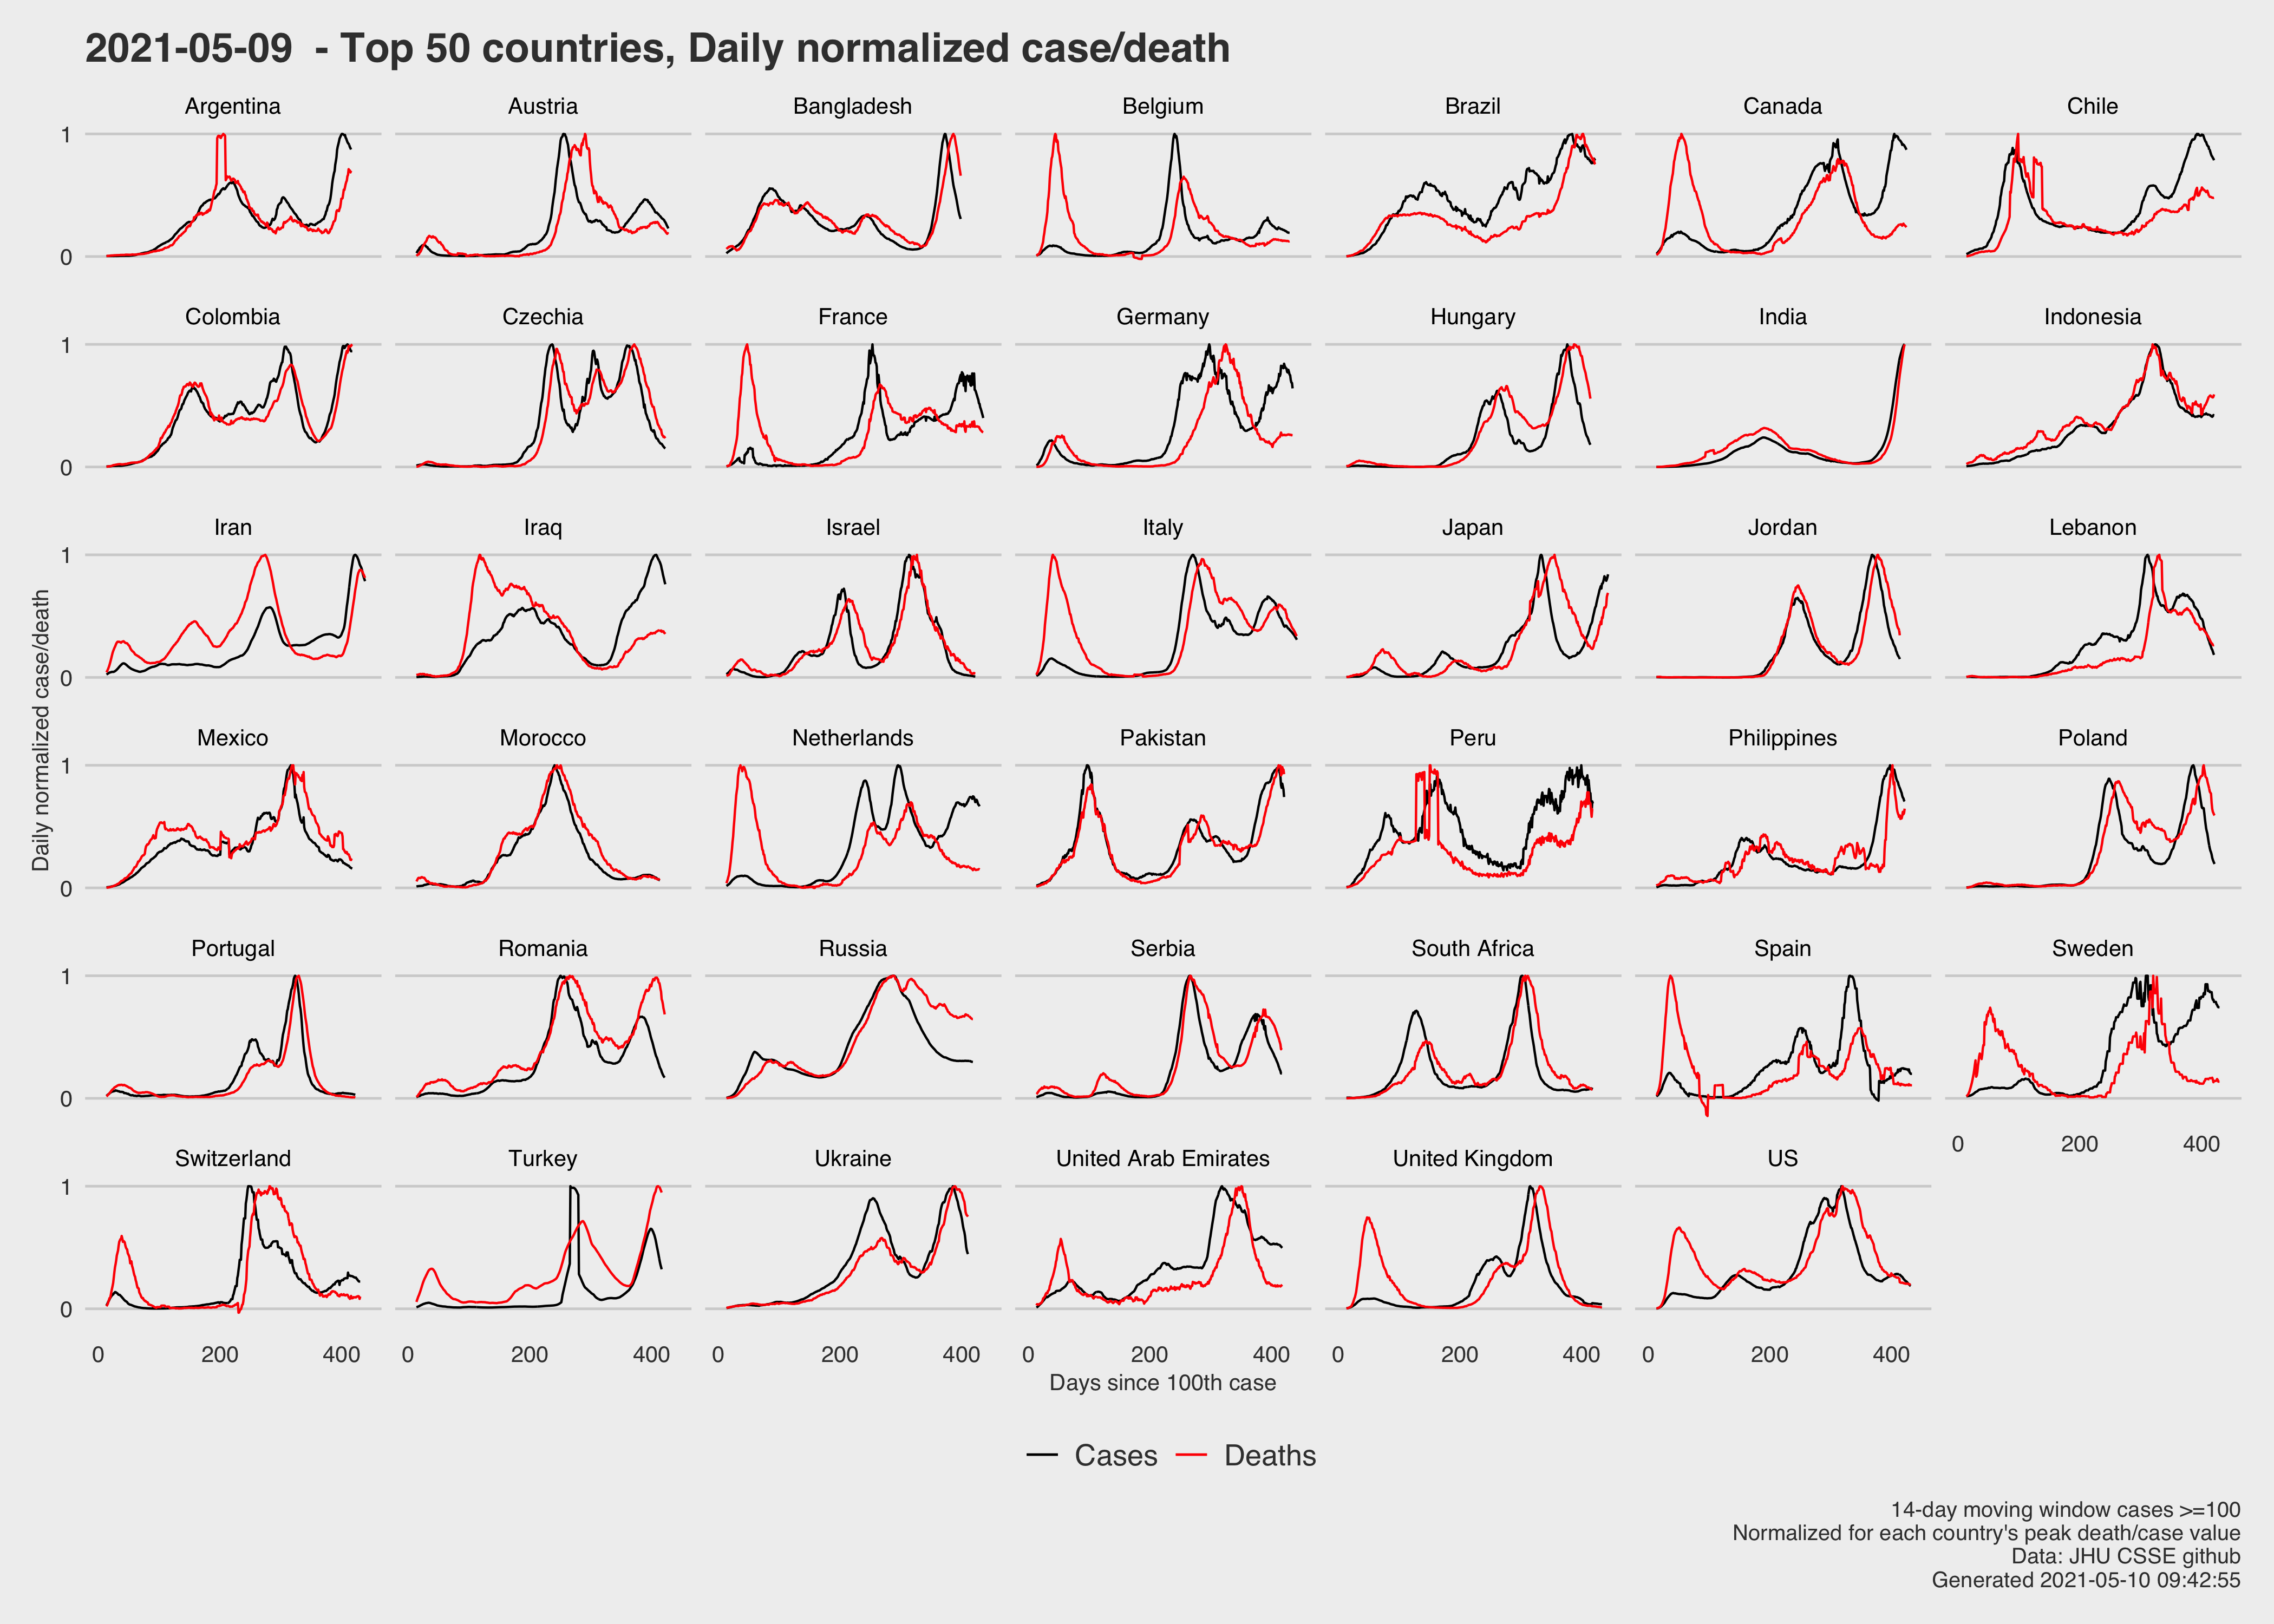 2021-05-09  - Top 50 countries, Daily normalized case/death
Argentina Austria Bangladesh Belgium Brazil Canada Chile
1
0
Colombia Czechia France Germany Hungary India Indonesia
1
0
Iran Iraq Israel Italy Japan Jordan Lebanon
1
0
Daily normalized case/death
Mexico Morocco Netherlands Pakistan Peru Philippines Poland
1
0
Portugal Romania Russia Serbia South Africa Spain Sweden
1
0
0 200 400
Switzerland Turkey Ukraine United Arab Emirates United Kingdom US
1
0
0 200 400 0 200 400 0 200 400 0 200 400 0 200 400 0 200 400
Days since 100th case
Cases Deaths
14-day moving window cases >=100
Normalized for each country's peak death/case value
Data: JHU CSSE github
Generated 2021-05-10 09:42:55